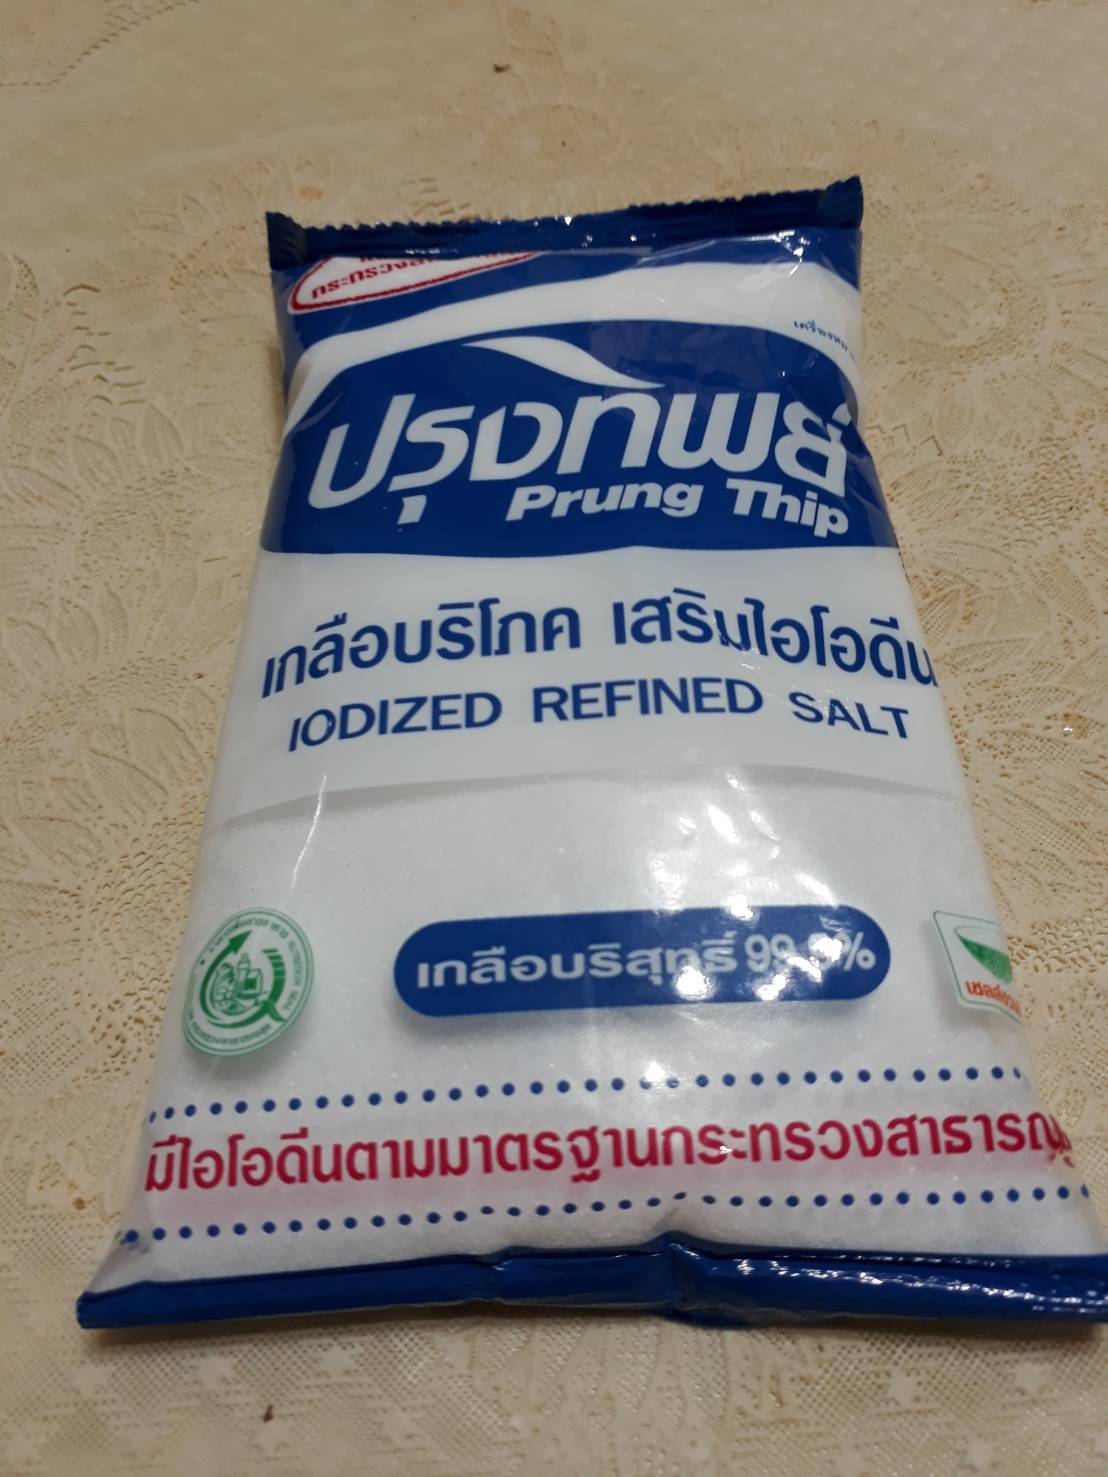 ปรุงทิพย์
Prung Thip
เกลือบริโภค เสริมไอโอดีน
IODIZED REFINED SALT
เกลือบริสุทธิ์
มีไอโอดีนตามมาตรฐานกระทรวงสาธารณสุ